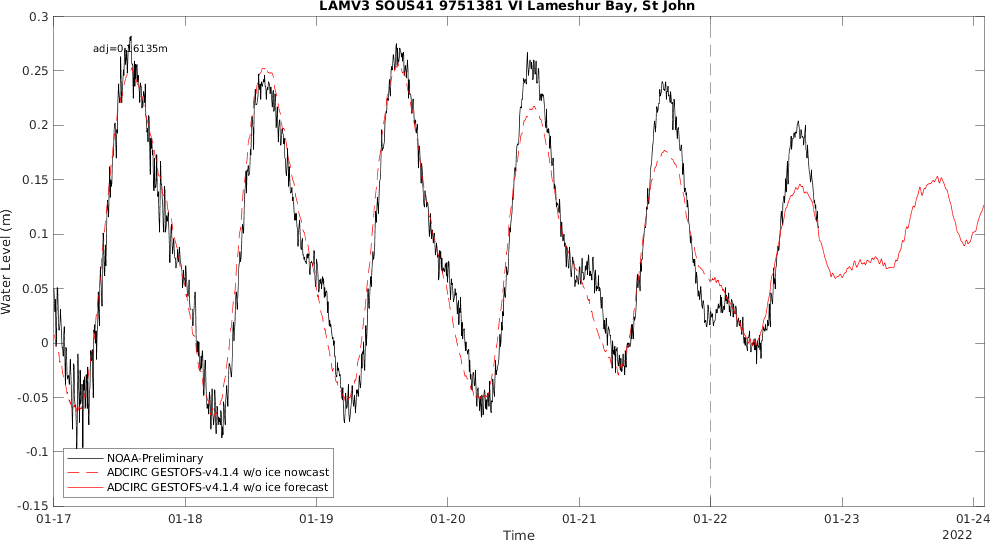 LAMV3 SOUS41 9751381 VI Lameshur Bay, St John
0.3
adj=0.16135m
0.25
0.2
0.15
0.1
0.05
0
-0.05
-0.1
-0.15
Water Level (m)
NOAA-Preliminary
ADCIRC GESTOFS-v4.1.4 w/o ice nowcast
ADCIRC GESTOFS-v4.1.4 w/o ice forecast
01-17 01-18 01-19 01-20 01-21 01-22 01-23 01-24
Time
2022